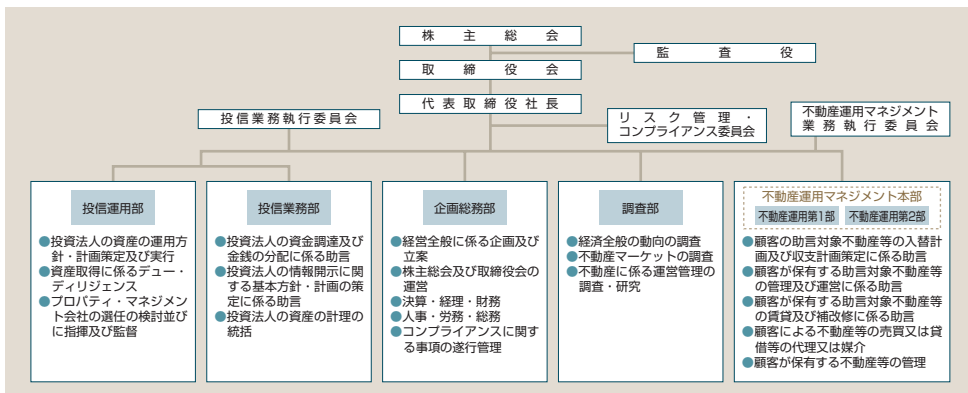 株主総会
監査役
取締役会
代表取締役社長
投信業務執行委員会
リスク管理・
コンプライアンス委員会
不動産運用マネジメント
業務執行委員会
投信運用部
●投資法人の資産の運用方
針・計画策定及び実行
●資産取得に係るデュー・
ディリジェンス
●プロパティ・マネジメント
会社の選任の検討並び
に指揮及び監督
投信業務部
●投資法人の資金調達及び
金銭の分配に係る助言
●投資法人の情報開示に関
する基本方針・計画の策
定に係る助言
●投資法人の資産の計理の
統括
企画総務部
●経営全般に係る企画及び
立案
●株主総会及び取締役会の
運営
●決算・経理・財務
●人事・労務・総務
●コンプライアンスに関す
る事項の遂行管理
調査部
●経済全般の動向の調査
●不動産マーケットの調査
●不動産に係る運営管理の
調査・研究
不動産運用マネジメント本部
不動産運用第1部 不動産運用第2部
●顧客の助言対象不動産等の入替計
画及び収支計画策定に係る助言
●顧客が保有する助言対象不動産等
の管理及び運営に係る助言
●顧客が保有する助言対象不動産等
の賃貸及び補改修に係る助言
●顧客による不動産等の売買又は貸
借等の代理又は媒介
●顧客が保有する不動産等の管理